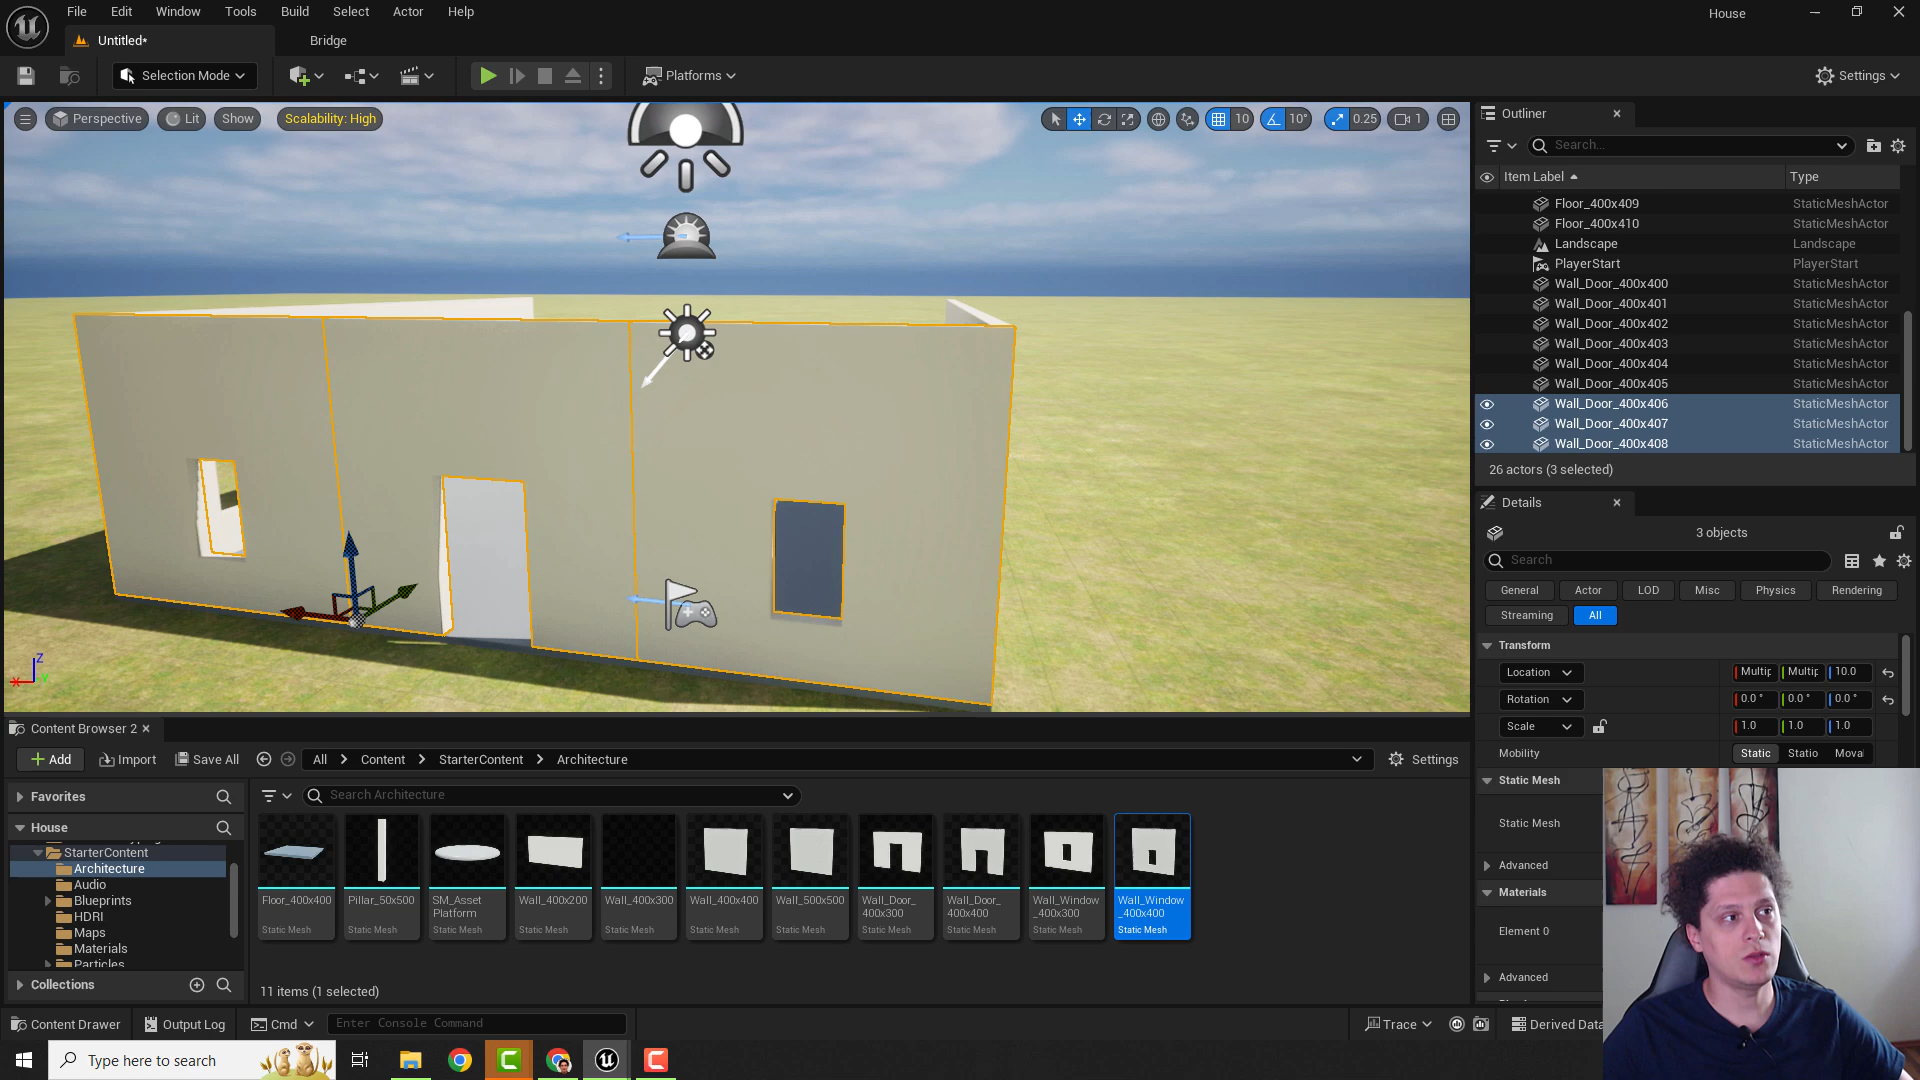 File
Edit
Window
Tools
Build
Select
Actor
Help
House
Untitled*
Bridge
Selection Mode
Platforms
Settings
Perspective
Lit
Show
Scalability: High
10
10°
0.25
1
Outliner
Search...
Item Label
Type
Floor_400x409 StaticMeshActor
Floor_400x410 StaticMeshActor
Landscape Landscape
PlayerStart PlayerStart
Wall_Door_400x400 StaticMeshActor
Wall_Door_400x401 StaticMeshActor
Wall_Door_400x402 StaticMeshActor
Wall_Door_400x403 StaticMeshActor
Wall_Door_400x404 StaticMeshActor
Wall_Door_400x405 StaticMeshActor
Wall_Door_400x406 StaticMeshActor
Wall_Door_400x407 StaticMeshActor
Wall_Door_400x408 StaticMeshActor
26 actors (3 selected)
Details
3 objects
Search
General
Actor
LOD
Misc
Physics
Rendering
Streaming
All
Transform
Location Multip Multip 10.0
Rotation 0.0° 0.0° 0.0°
Scale 1.0 1.0 1.0
Mobility Static Statio Moval
Static Mesh
Static Mesh
Advanced
Materials
Element 0
Advanced
Z
X
Y
Content Browser 2
Add
Import
Save All
All
Content
StarterContent
Architecture
Settings
Favorites
House
StarterContent
Architecture
Audio
Blueprints
HDRI
Maps
Materials
Particles
Collections
Search Architecture
Floor_400x400
Static Mesh
Pillar_50x500
Static Mesh
SM_Asset
Platform
Static Mesh
Wall_400x200
Static Mesh
Wall_400x300
Static Mesh
Wall_400x400
Static Mesh
Wall_500x500
Static Mesh
Wall_Door_
400x300
Static Mesh
Wall_Door_
400x400
Static Mesh
Wall_Window
_400x300
Static Mesh
Wall_Window
_400x400
Static Mesh
11 items (1 selected)
Content Drawer
Output Log
Cmd
Enter Console Command
Trace
Derived Data
Type here to search